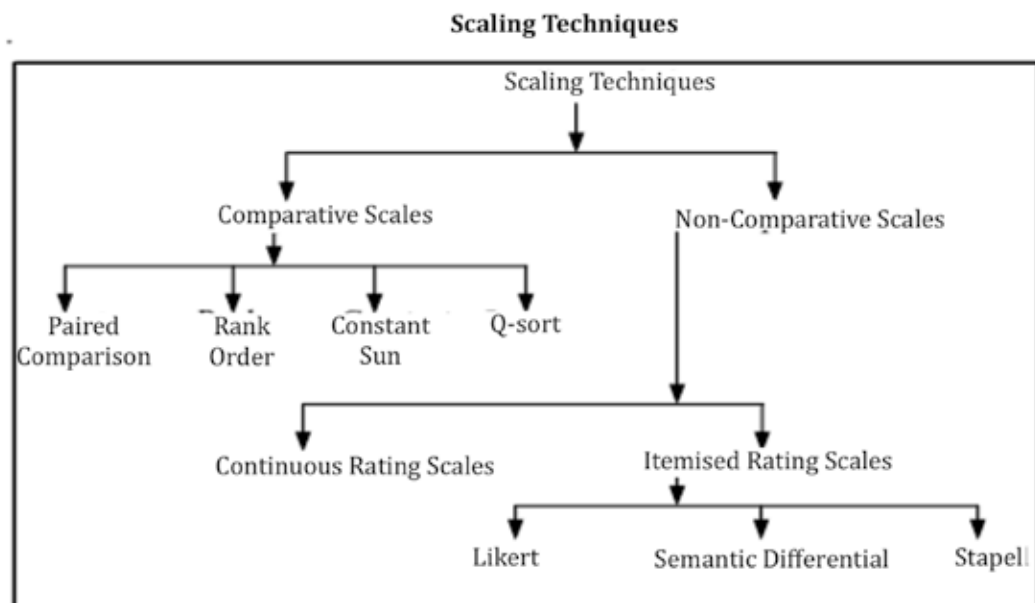 Scaling Techniques
Scaling Techniques
Comparative Scales
Non-Comparative Scales
Paired
Comparison
Rank
Order
Constant
Sun
Q-sort
Continuous Rating Scales
Itemised Rating Scales
Likert
Semantic Differential
Stapell